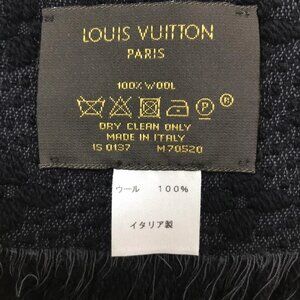 LOUIS VUITTON
PARIS
100% WOOL
P
DRY CLEAN ONLY
MADE IN ITALY
IS 0137 M70520
ウール 100%
イタリア製